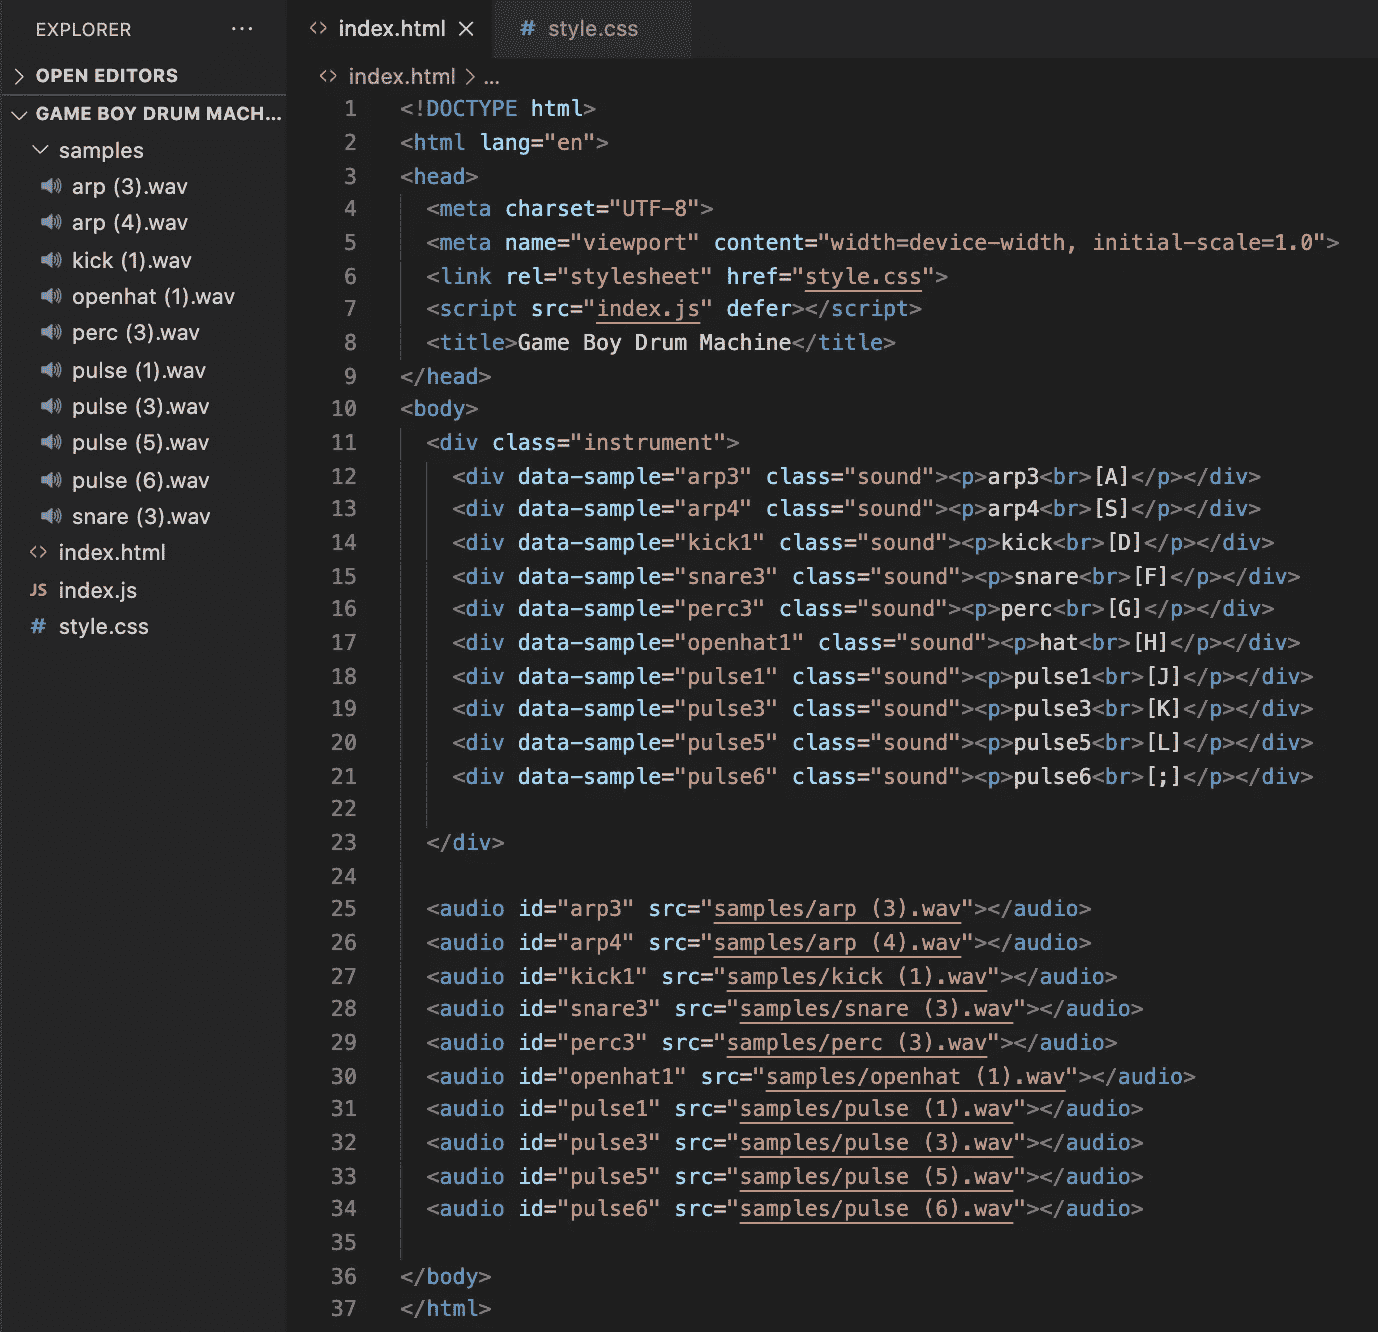 EXPLORER ...
OPEN EDITORS
GAME BOY DRUM MACH...
samples
arp (3).wav
arp (4).wav
kick (1).wav
openhat (1).wav
perc (3).wav
pulse (1).wav
pulse (3).wav
pulse (5).wav
pulse (6).wav
snare (3).wav
<> index.html
JS index.js
# style.css
<> index.html
# style.css
<> index.html > ...
1 <!DOCTYPE html>
2 <html lang="en">
3 <head>
4 <meta charset="UTF-8">
5 <meta name="viewport" content="width=device-width, initial-scale=1.0">
6 <link rel="stylesheet" href="style.css">
7 <script src="index.js" defer></script>
8 <title>Game Boy Drum Machine</title>
9 </head>
10 <body>
11 <div class="instrument">
12 <div data-sample="arp3" class="sound"><p>arp3<br>[A]</p></div>
13 <div data-sample="arp4" class="sound"><p>arp4<br>[S]</p></div>
14 <div data-sample="kick1" class="sound"><p>kick<br>[D]</p></div>
15 <div data-sample="snare3" class="sound"><p>snare<br>[F]</p></div>
16 <div data-sample="perc3" class="sound"><p>perc<br>[G]</p></div>
17 <div data-sample="openhat1" class="sound"><p>hat<br>[H]</p></div>
18 <div data-sample="pulse1" class="sound"><p>pulse1<br>[J]</p></div>
19 <div data-sample="pulse3" class="sound"><p>pulse3<br>[K]</p></div>
20 <div data-sample="pulse5" class="sound"><p>pulse5<br>[L]</p></div>
21 <div data-sample="pulse6" class="sound"><p>pulse6<br>[;]</p></div>
22
23 </div>
24
25 <audio id="arp3" src="samples/arp (3).wav"></audio>
26 <audio id="arp4" src="samples/arp (4).wav"></audio>
27 <audio id="kick1" src="samples/kick (1).wav"></audio>
28 <audio id="snare3" src="samples/snare (3).wav"></audio>
29 <audio id="perc3" src="samples/perc (3).wav"></audio>
30 <audio id="openhat1" src="samples/openhat (1).wav"></audio>
31 <audio id="pulse1" src="samples/pulse (1).wav"></audio>
32 <audio id="pulse3" src="samples/pulse (3).wav"></audio>
33 <audio id="pulse5" src="samples/pulse (5).wav"></audio>
34 <audio id="pulse6" src="samples/pulse (6).wav"></audio>
35
36 </body>
37 </html>